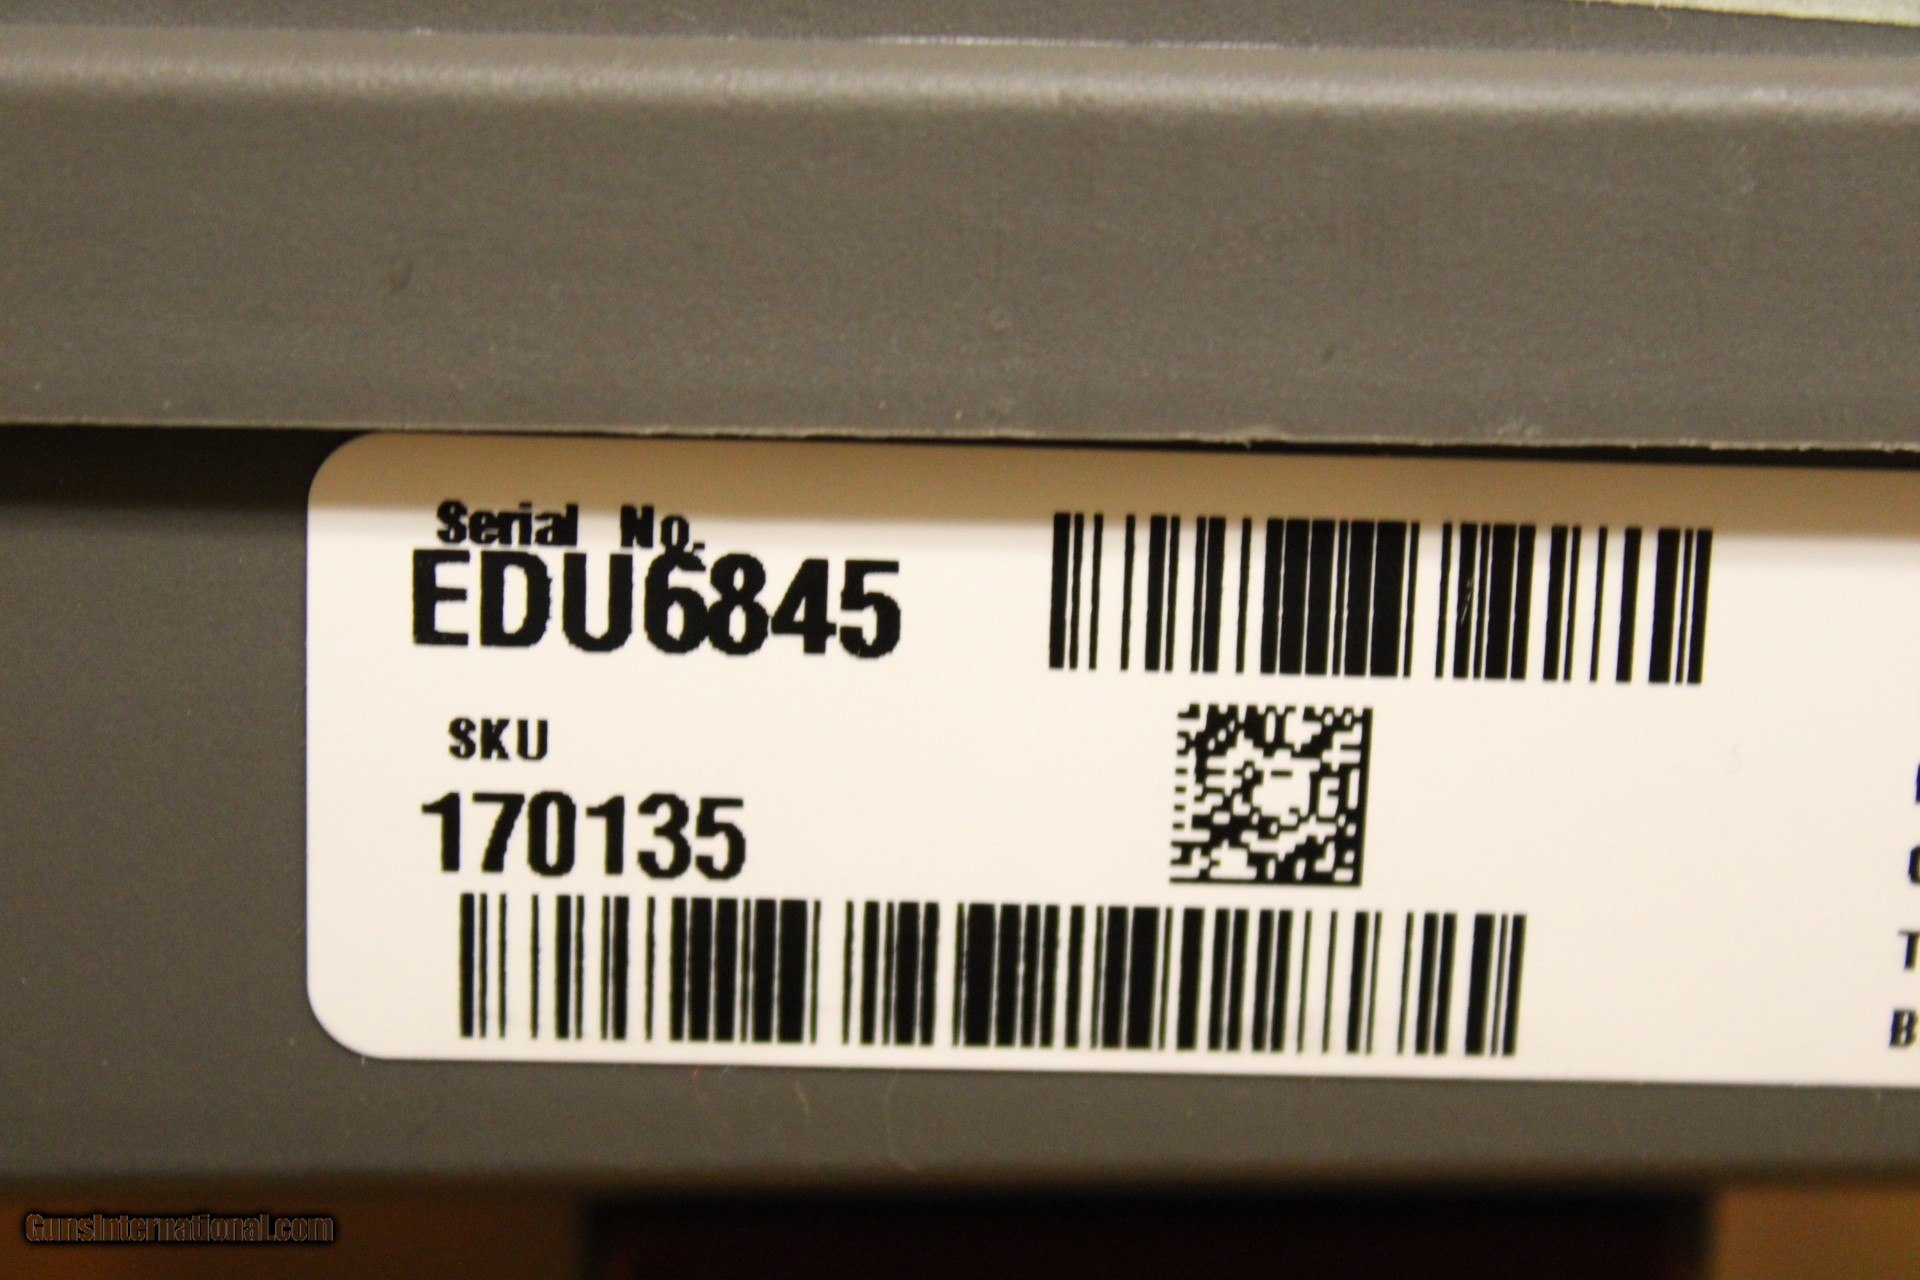 Serial No.
EDU6845
SKU
170135
T
B
GunsInternational.com